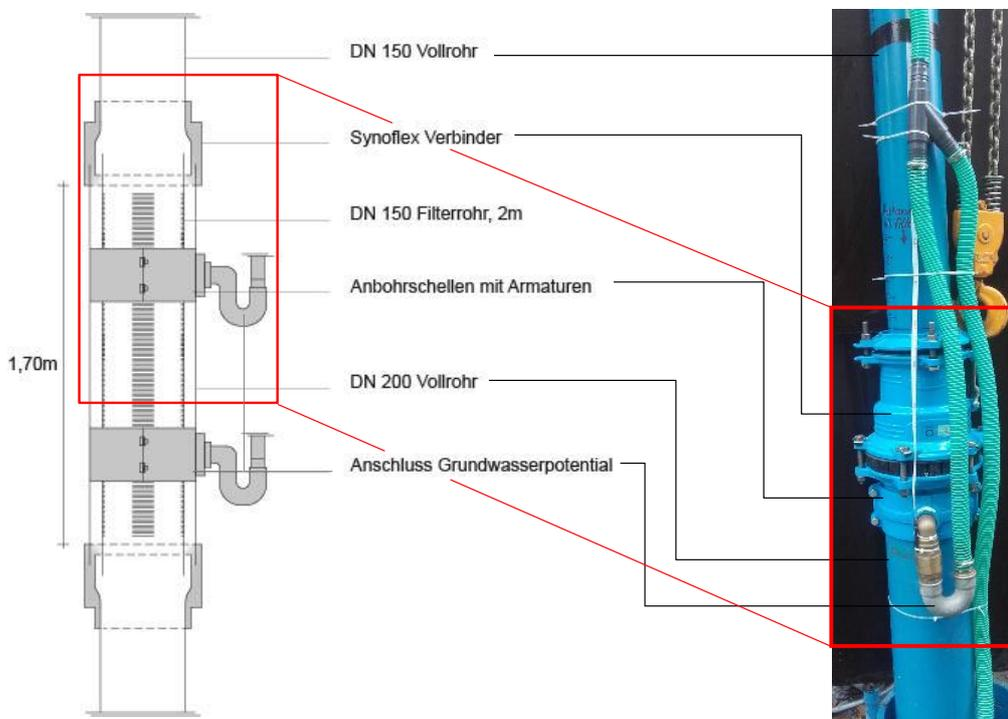 DN 150 Vollrohr
Synoflex Verbinder
DN 150 Filterrohr, 2m
Anbohrschellen mit Armaturen
1,70m
DN 200 Vollrohr
Anschluss Grundwasserpotential